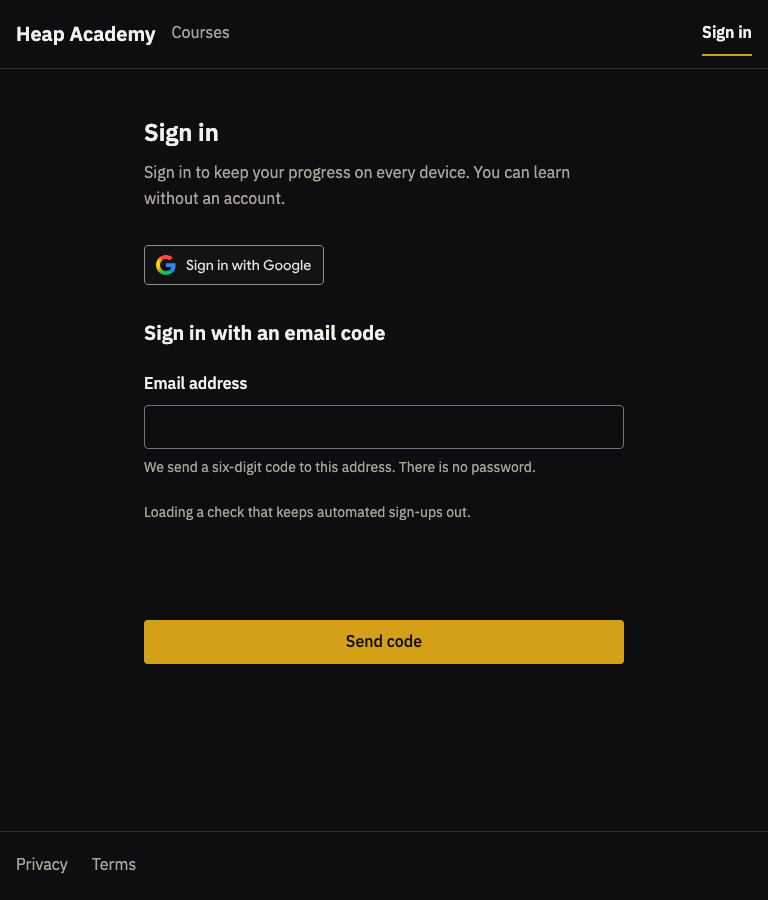 Heap Academy
Courses
Sign in
Sign in
Sign in to keep your progress on every device. You can learn
without an account.
Sign in with Google
Sign in with an email code
Email address
We send a six-digit code to this address. There is no password.
Loading a check that keeps automated sign-ups out.
Send code
Privacy
Terms